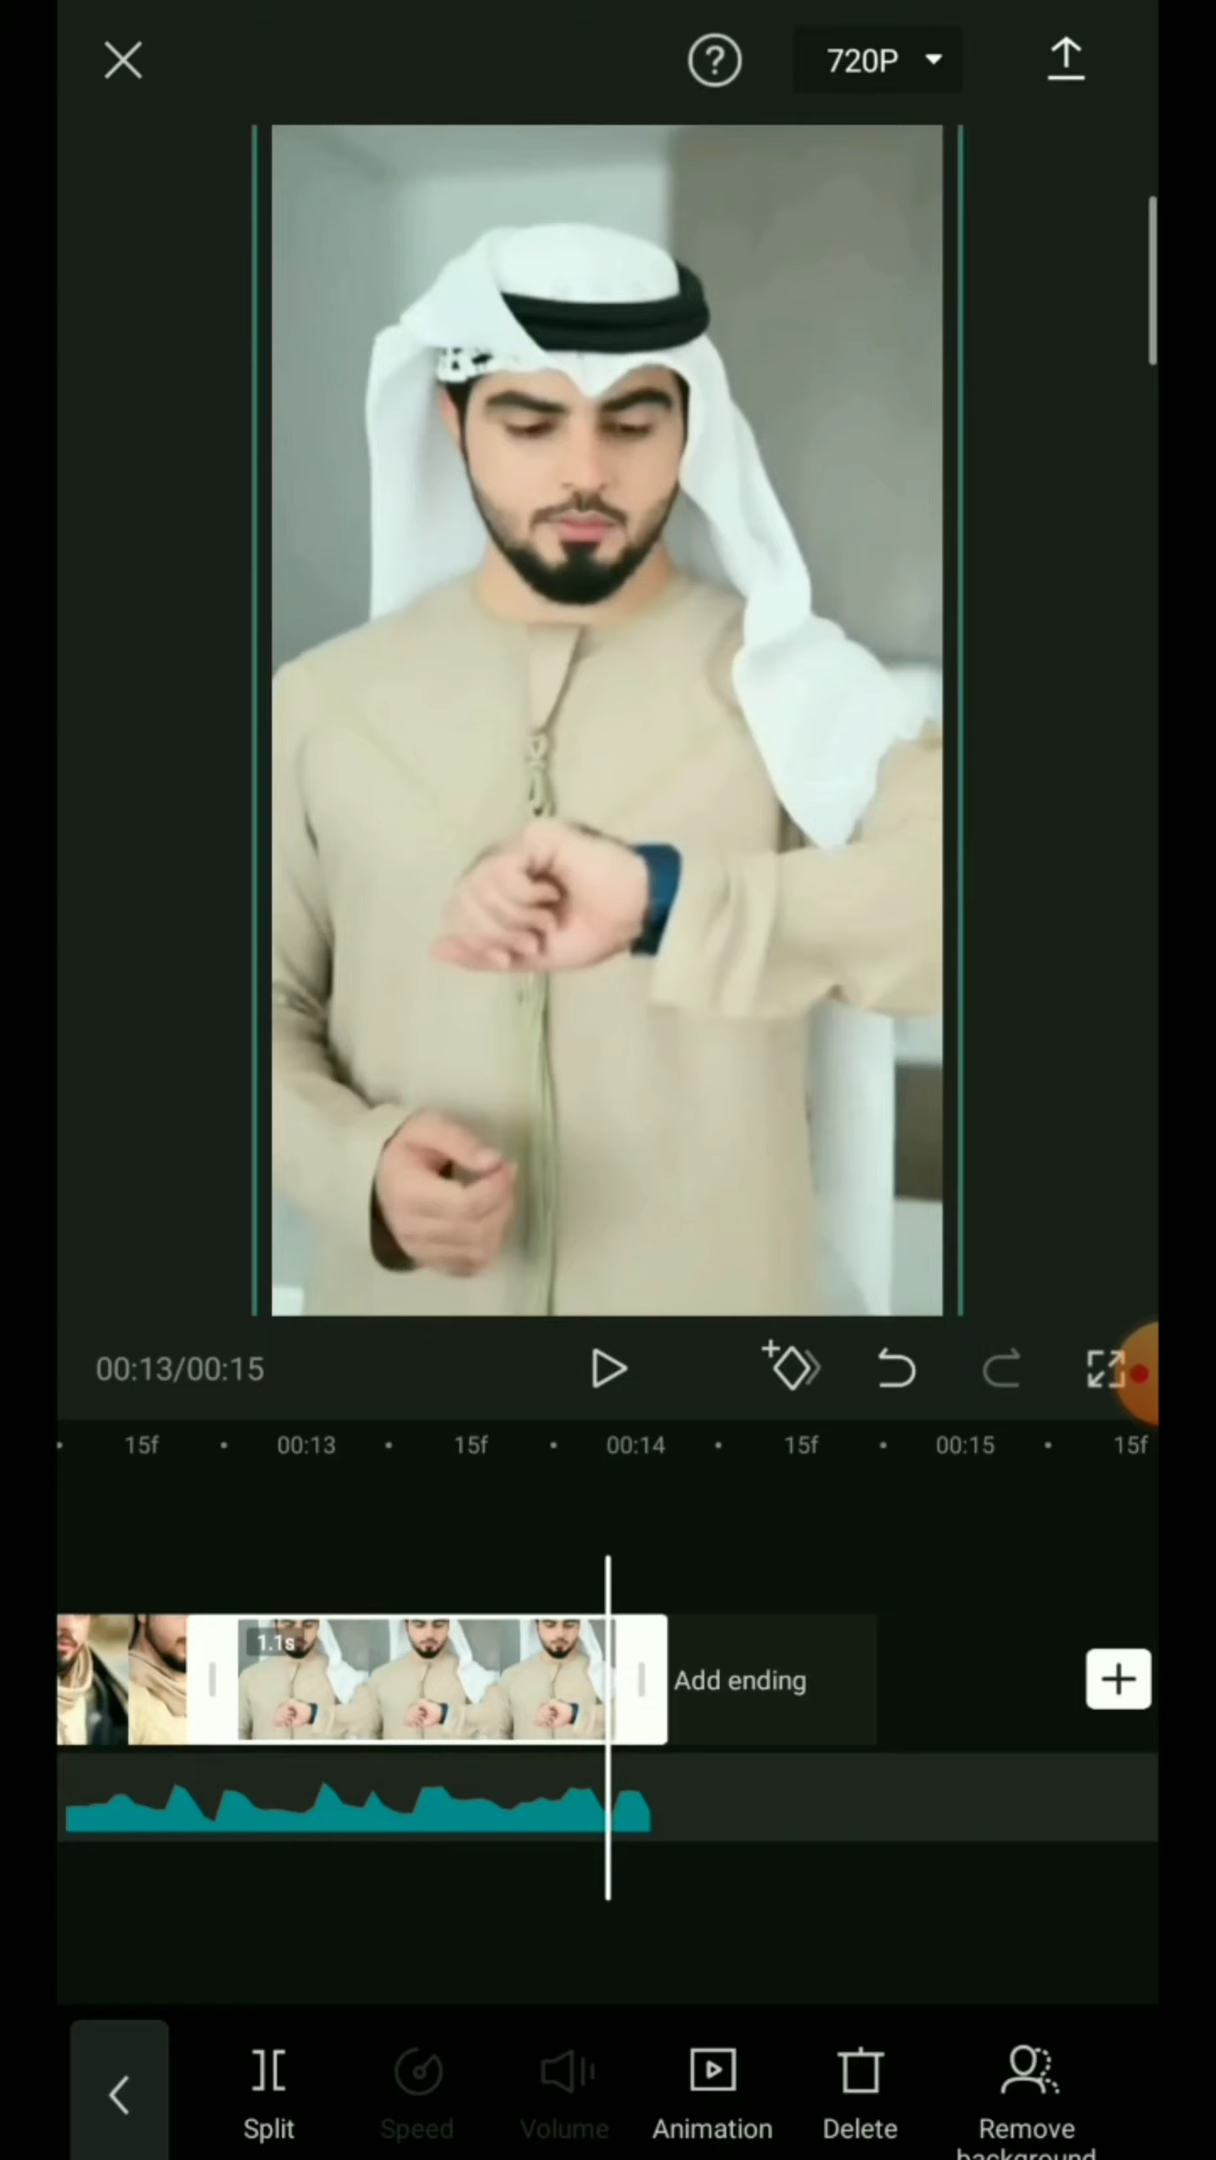 720P
00:13/00:15
15f 00:13 15f 00:14 15f 00:15 15f
1.1s
Add ending
Split Speed Volume Animation Delete Remove
background